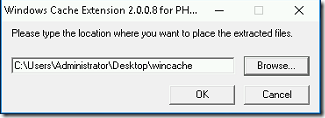 Windows Cache Extension 2.0.0.8 for PH...
Please type the location where you want to place the extracted files.
C:\Users\Administrator\Desktop\wincache
Browse...
OK
Cancel